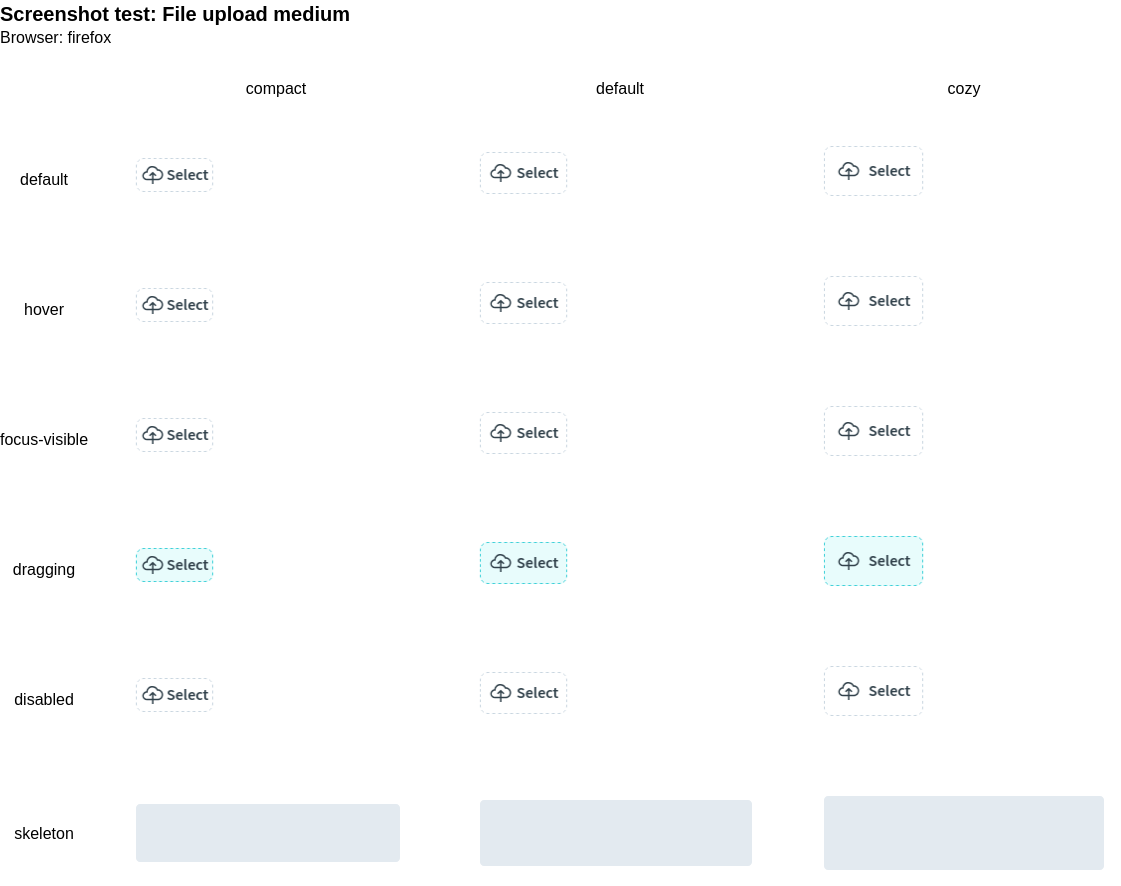 Screenshot test: File upload medium
Browser: firefox
compact default cozy
default Select Select Select
hover Select Select Select
focus-visible Select Select Select
dragging Select Select Select
disabled Select Select Select
skeleton